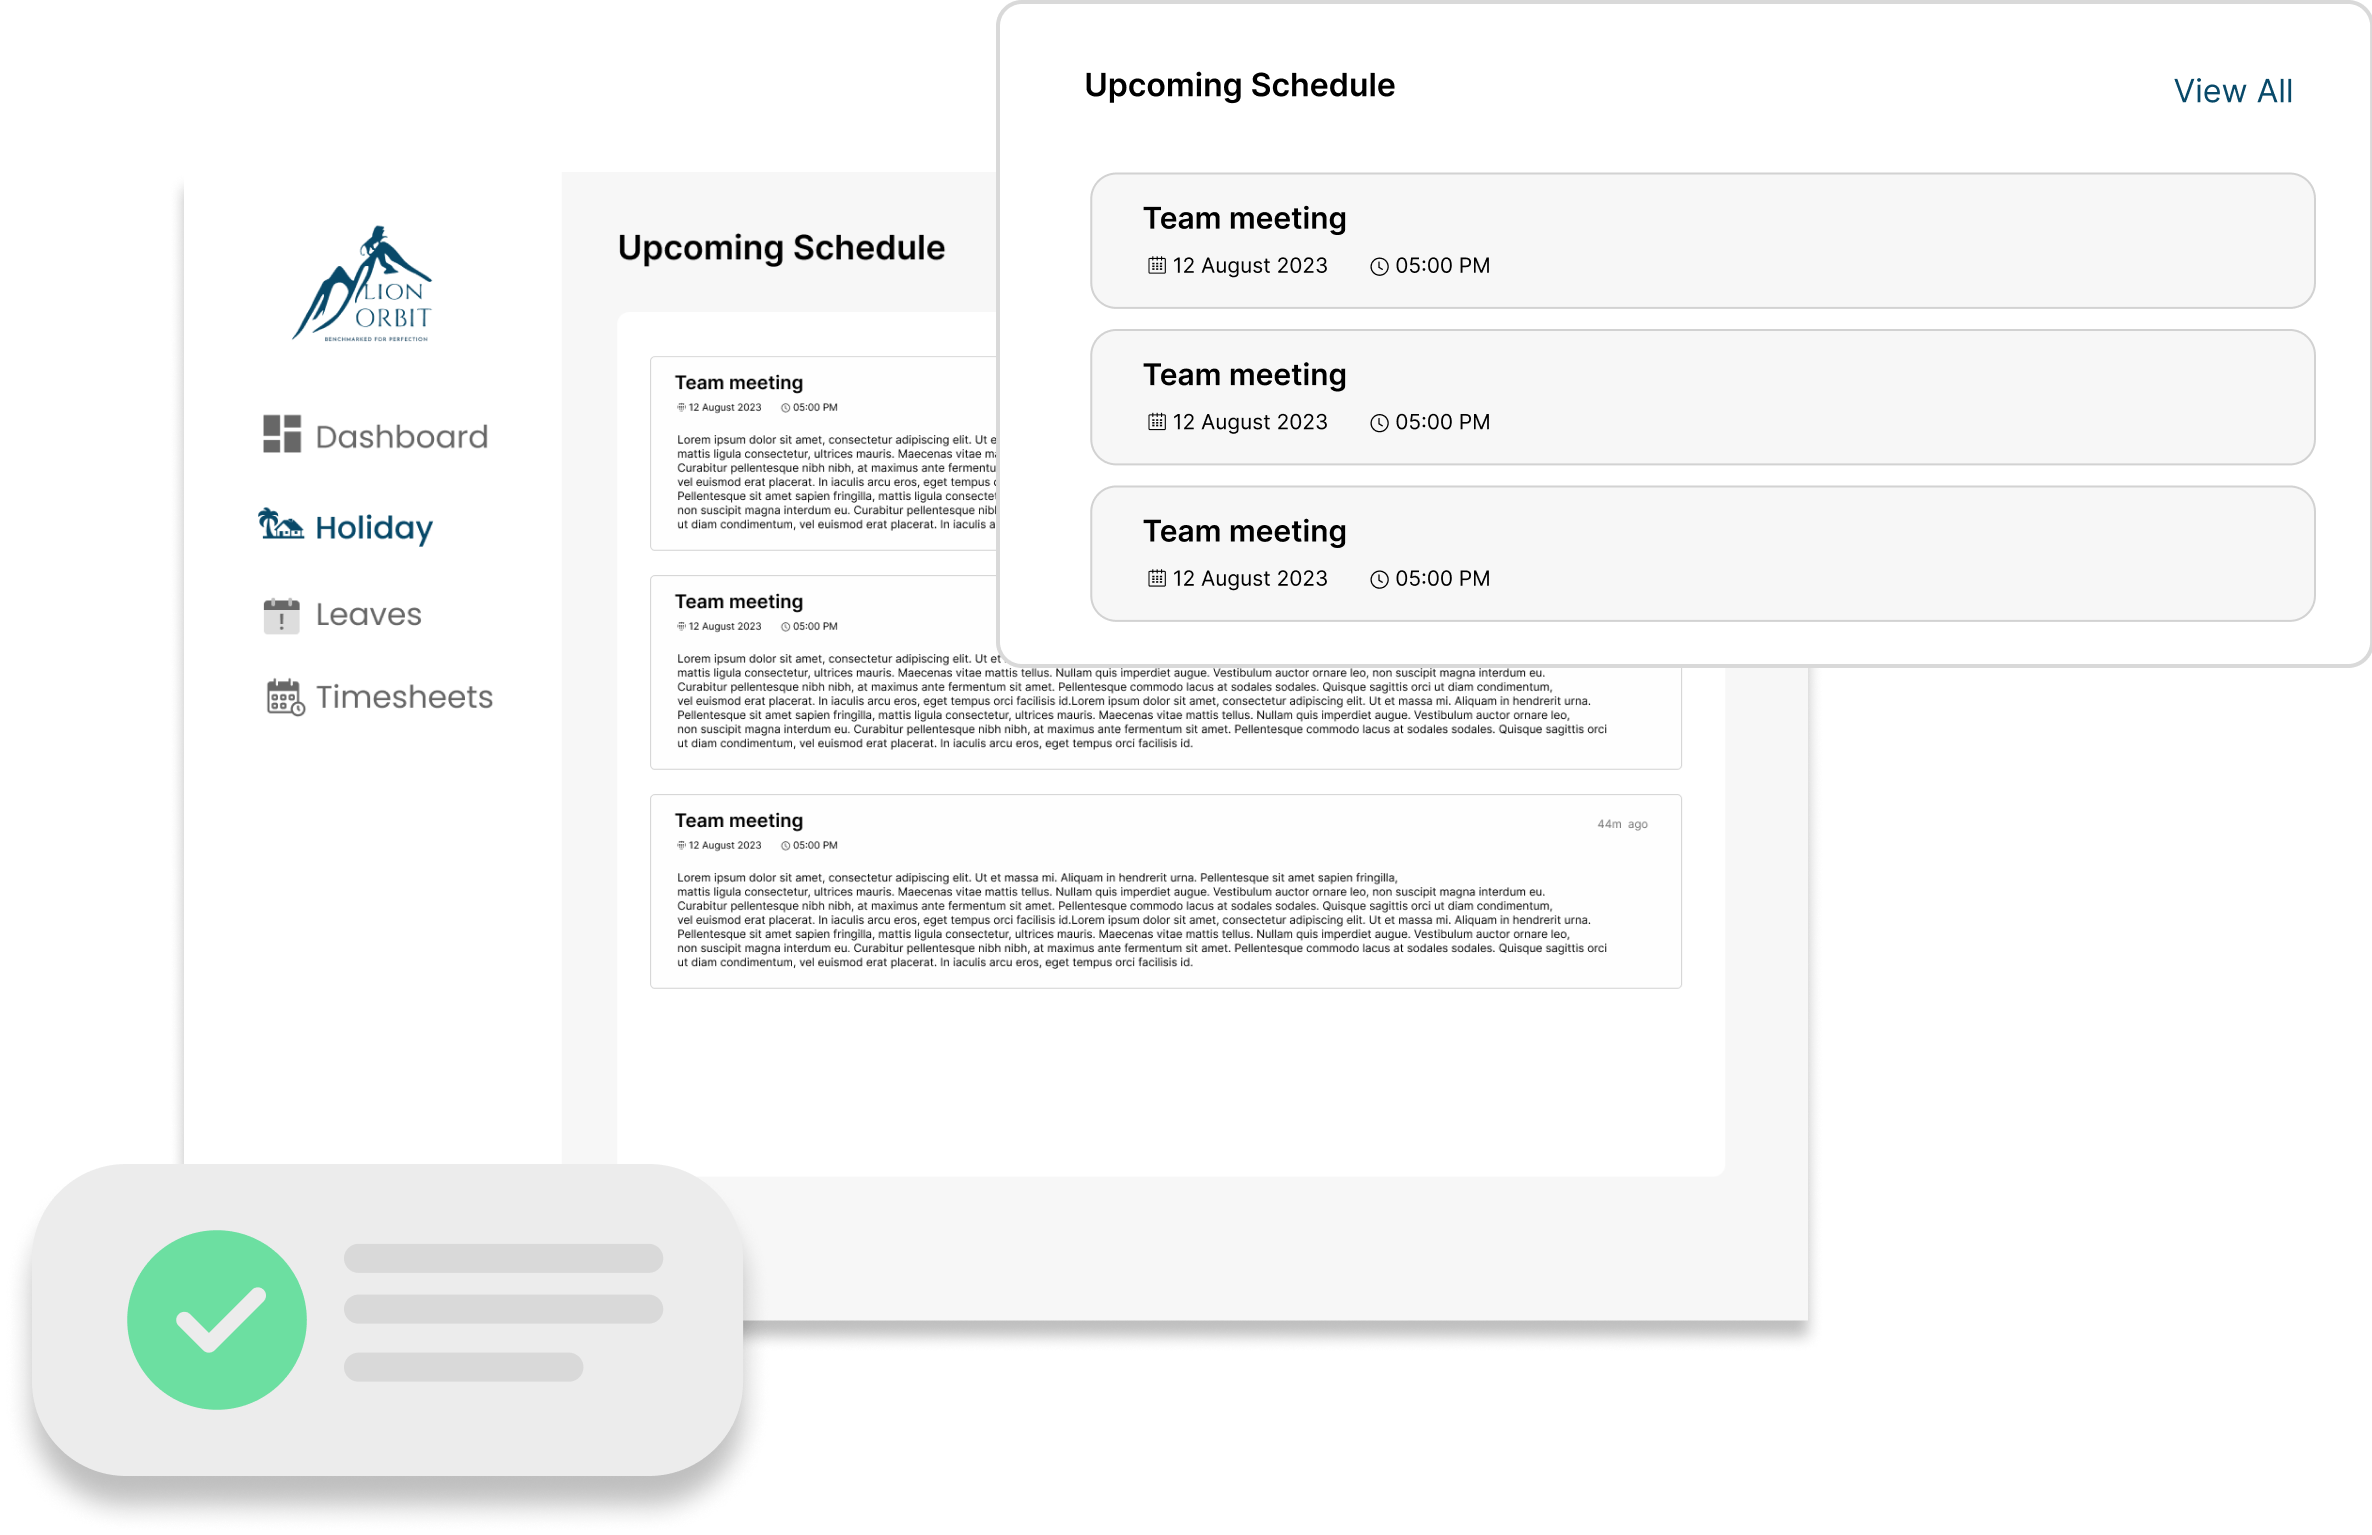 Upcoming Schedule
View All
Team meeting
12 August 2023 05:00 PM
Team meeting
12 August 2023 05:00 PM
Team meeting
12 August 2023 05:00 PM
LION
ORBIT
BENCHMARKED FOR PERFECTION
Dashboard
Holiday
Leaves
Timesheets
Upcoming Schedule
Team meeting
12 August 2023 05:00 PM
Lorem ipsum dolor sit amet, consectetur adipiscing elit. Ut
mattis ligula consectetur, ultrices mauris. Maecenas vitae
Curabitur pellentesque nibh nibh, at maximus ante
vel euismod erat placerat. In iaculis arcu eros, eget tempus
Pellentesque sit amet sapien fringilla, mattis ligula
non suscipit magna interdum eu. Curabitur pellentesque
ut diam condimentum, vel euismod erat placerat. In iaculis
Team meeting
12 August 2023 05:00 PM
Lorem ipsum dolor sit amet, consectetur adipiscing elit. Ut et
mattis ligula consectetur, ultrices mauris. Maecenas vitae mattis tellus. Nullam quis imperdiet augue. Vestibulum auctor ornare leo, non suscipit magna interdum eu.
Curabitur pellentesque nibh nibh, at maximus ante fermentum sit amet. Pellentesque commodo lacus at sodales sodales. Quisque sagittis orci ut diam condimentum,
vel euismod erat placerat. In iaculis arcu eros, eget tempus orci facilisis id.Lorem ipsum dolor sit amet, consectetur adipiscing elit. Ut et massa mi. Aliquam in hendrerit urna.
Pellentesque sit amet sapien fringilla, mattis ligula consectetur, ultrices mauris. Maecenas vitae mattis tellus. Nullam quis imperdiet augue. Vestibulum auctor ornare leo,
non suscipit magna interdum eu. Curabitur pellentesque nibh nibh, at maximus ante fermentum sit amet. Pellentesque commodo lacus at sodales sodales. Quisque sagittis orci
ut diam condimentum, vel euismod erat placerat. In iaculis arcu eros, eget tempus orci facilisis id.
Team meeting
44m ago
12 August 2023 05:00 PM
Lorem ipsum dolor sit amet, consectetur adipiscing elit. Ut et massa mi. Aliquam in hendrerit urna. Pellentesque sit amet sapien fringilla,
mattis ligula consectetur, ultrices mauris. Maecenas vitae mattis tellus. Nullam quis imperdiet augue. Vestibulum auctor ornare leo, non suscipit magna interdum eu.
Curabitur pellentesque nibh nibh, at maximus ante fermentum sit amet. Pellentesque commodo lacus at sodales sodales. Quisque sagittis orci ut diam condimentum,
vel euismod erat placerat. In iaculis arcu eros, eget tempus orci facilisis id.Lorem ipsum dolor sit amet, consectetur adipiscing elit. Ut et massa mi. Aliquam in hendrerit urna.
Pellentesque sit amet sapien fringilla, mattis ligula consectetur, ultrices mauris. Maecenas vitae mattis tellus. Nullam quis imperdiet augue. Vestibulum auctor ornare leo,
non suscipit magna interdum eu. Curabitur pellentesque nibh nibh, at maximus ante fermentum sit amet. Pellentesque commodo lacus at sodales sodales. Quisque sagittis orci
ut diam condimentum, vel euismod erat placerat. In iaculis arcu eros, eget tempus orci facilisis id.